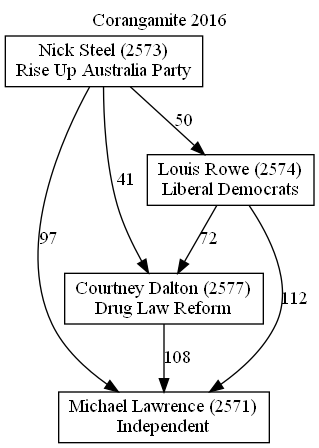 Corangamite 2016
Nick Steel (2573)
Rise Up Australia Party
50
Louis Rowe (2574)
Liberal Democrats
41
97
72
Courtney Dalton (2577)
Drug Law Reform
112
108
Michael Lawrence (2571)
Independent